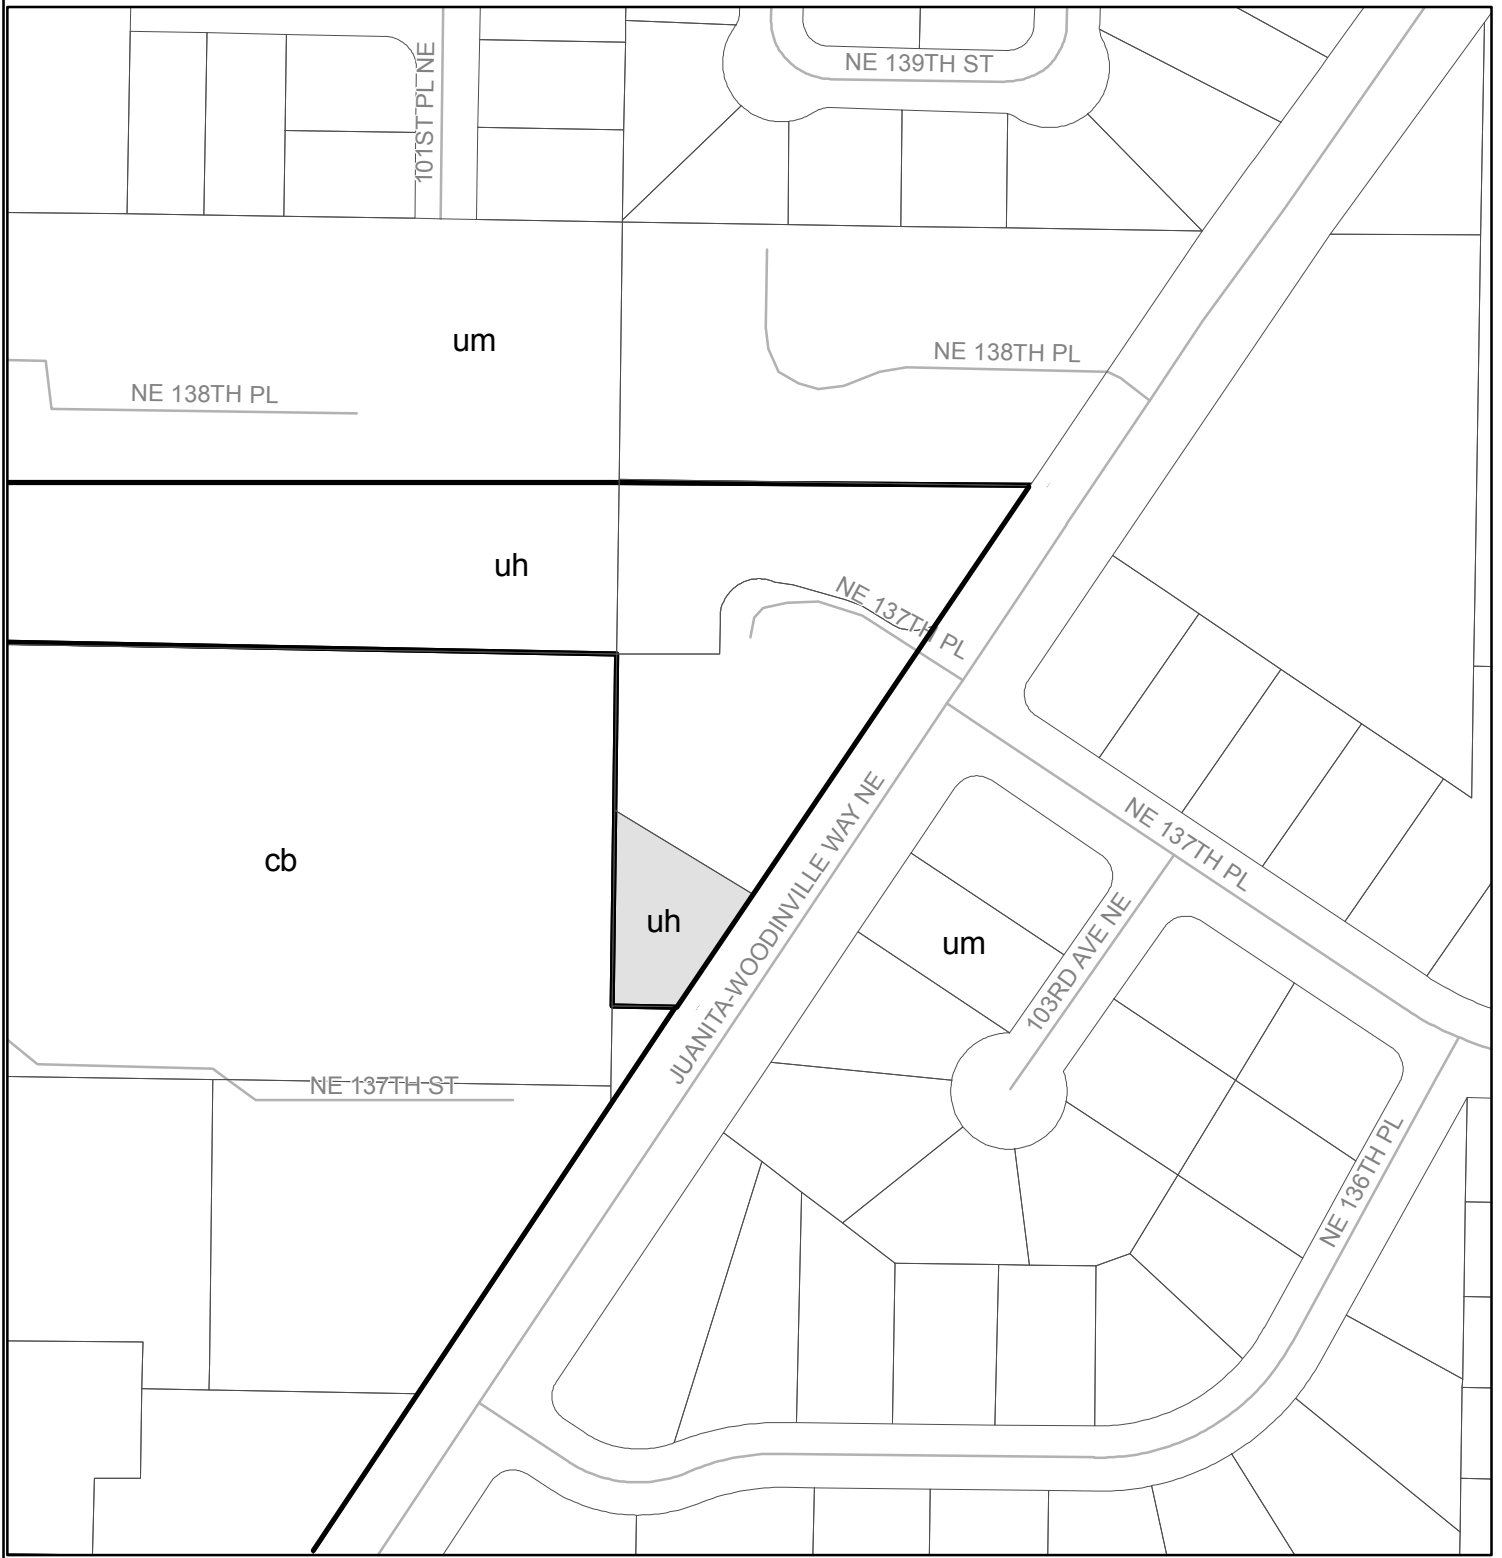 NE 139TH ST
101ST PL NE
um
NE 138TH PL
NE 138TH PL
uh
NE 137TH PL
cb
uh
JUANITA-WOODINVILLE WAY NE
NE 137TH PL
um
103RD AVE NE
NE 137TH ST
NE 136TH PL